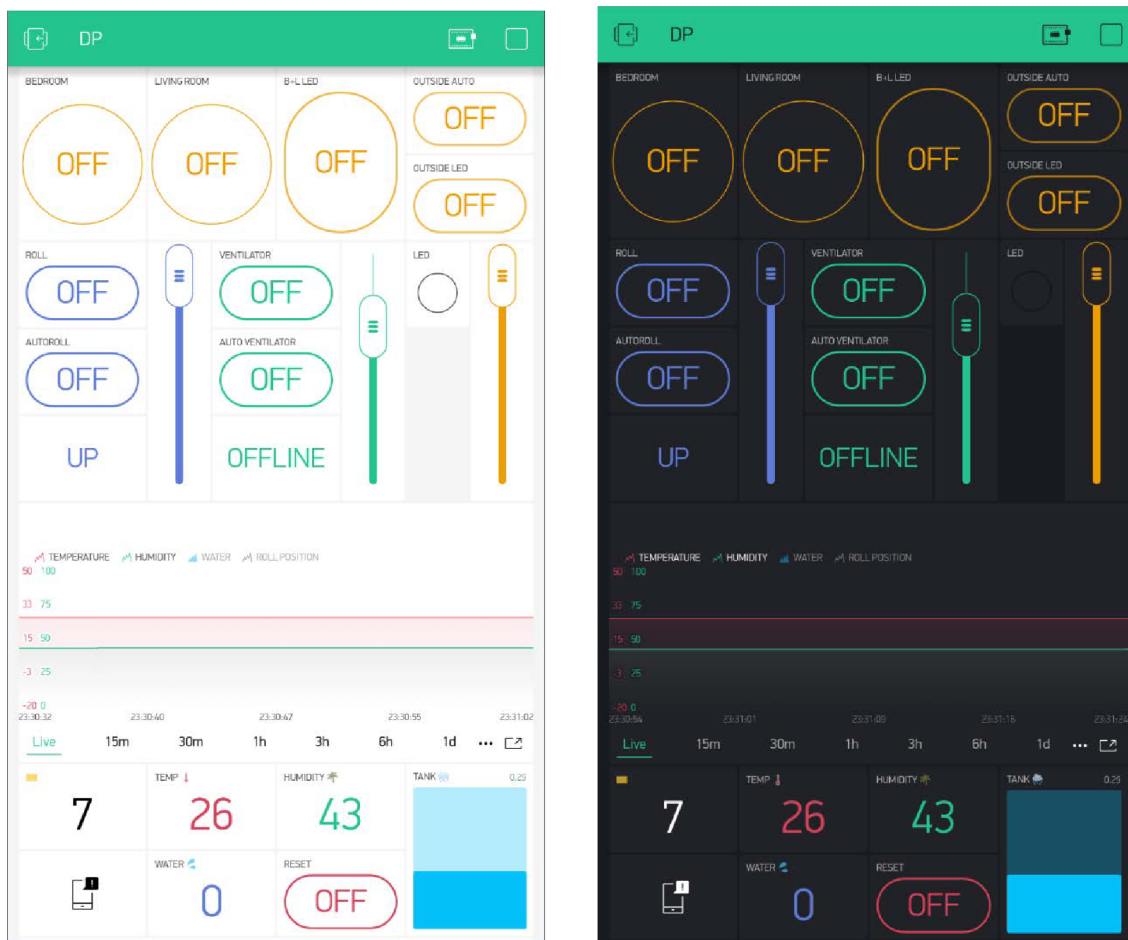 DP
BEDROOM LIVING ROOM B+L LED OUTSIDE AUTO
OFF OFF OFF OFF
OUTSIDE LED
OFF
ROLL VENTILATOR LED
OFF OFF
AUTOROLL AUTO VENTILATOR
OFF OFF
UP OFFLINE
TEMPERATURE HUMIDITY WATER ROLL POSITION
50 100
33 75
15 50
-3 25
-20 0
23:30:32 23:30:40 23:30:47 23:30:55 23:31:02
Live 15m 30m 1h 3h 6h 1d ...
TEMP HUMIDITY TANK 0.29
7 26 43
WATER RESET
0 OFF
DP
BEDROOM LIVING ROOM B+L LED OUTSIDE AUTO
OFF OFF OFF OFF
OUTSIDE LED
OFF
ROLL VENTILATOR LED
OFF OFF
AUTOROLL AUTO VENTILATOR
OFF OFF
UP OFFLINE
TEMPERATURE HUMIDITY WATER ROLL POSITION
50 100
33 75
15 50
-3 25
-20 0
23:30:54 23:31:01 23:31:09 23:31:16 23:31:24
Live 15m 30m 1h 3h 6h 1d ...
TEMP HUMIDITY TANK 0.29
7 26 43
WATER RESET
0 OFF